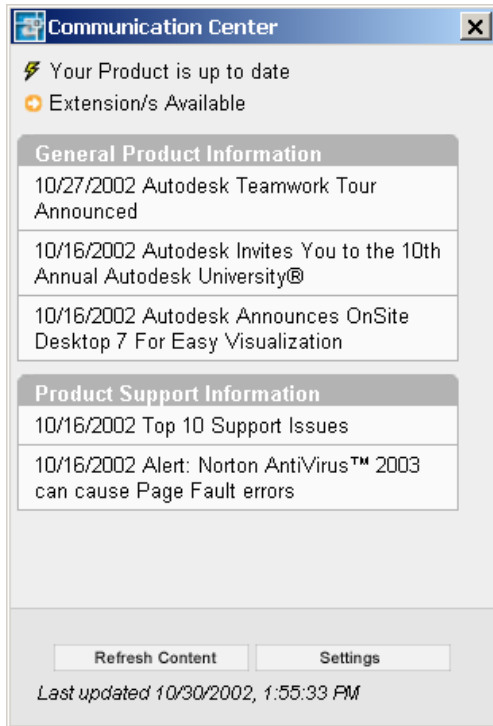 Communication Center
Your Product is up to date
Extension/s Available
General Product Information
10/27/2002 Autodesk Teamwork Tour
Announced
10/16/2002 Autodesk Invites You to the 10th
Annual Autodesk University®
10/16/2002 Autodesk Announces OnSite
Desktop 7 For Easy Visualization
Product Support Information
10/16/2002 Top 10 Support Issues
10/16/2002 Alert: Norton AntiVirus™ 2003
can cause Page Fault errors
Refresh Content Settings
Last updated 10/30/2002, 1:55:33 PM